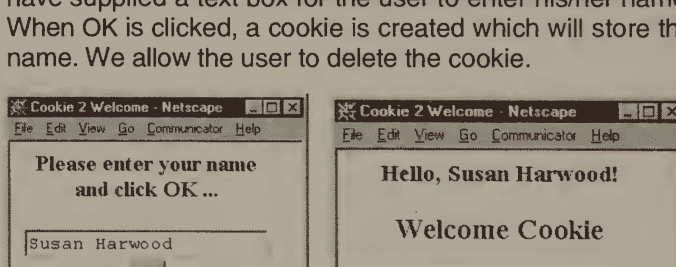 have supplied a text box for the user to enter his/her name
When OK is clicked, a cookie is created which will store th
name. We allow the user to delete the cookie.
Cookie 2 Welcome - Netscape
File Edit View Go Communicator Help
Please enter your name
and click OK ...
Susan Harwood
Cookie 2 Welcome - Netscape
File Edit View Go Communicator Help
Hello, Susan Harwood!
Welcome Cookie